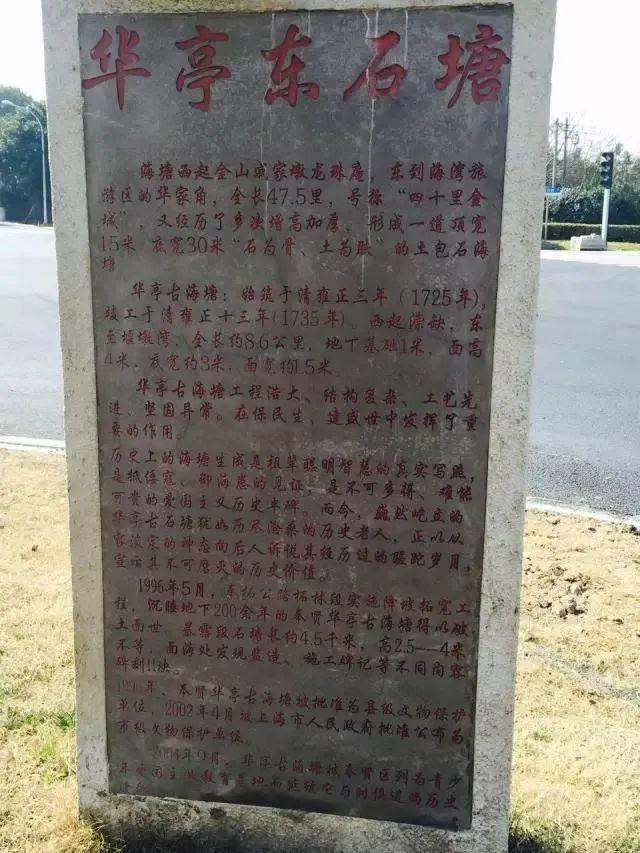 华亭东石塘
海塘西起金山戚家墩龙珠庵，东到海湾旅
游区的华家角，全长47.5里，号称“四十里金
城”，又经历了多次增高加厚，形成一道顶宽
15米 底宽30米“石为骨、土为肤”的土包石海
塘
华亭古海塘：始筑于清雍正三年（1725年），
竣工于清雍正十三年(1735年)。西起漴缺，东
至堰墩湾，全长约8.6公里，地下基础1米，面高
4米，底宽约3米，面宽约1.5米
华亭古海塘工程浩大、结构复杂、工艺先
进、坚固异常。在保民生、建盛世中发挥了重
要的作用。
历史上的海塘生成是祖辈聪明智慧的真实写照，
是抵倭寇、御海患的见证，是不可多得、难能
可贵的爱国主义历史丰碑。而今，巍然屹立的
华亭古石塘犹如历尽沧桑的历史老人，正以从
容淡定的神态向后人诉说其经历过的蹉跎岁月，
宣示其不可磨灭的历史价值。
1996年5月，奉柘公路柘林段实施降坡拓宽工
程，沉睡地下200余年的奉贤华亭古海塘得以破
土面世，暴露段石塘长约4.5千米，高2.5—4米
不等，面海处发现监造、施工碑记等不同内容
碑刻11块。
年，奉贤华亭古海塘被批准为县级文物保护
单位，2002年4月被上海市人民政府批准公布为
市级文物保护单位。
2004年9月，华亭古海塘被奉贤区列为青少
年爱国主义教育基地而延续它与时俱进的历史